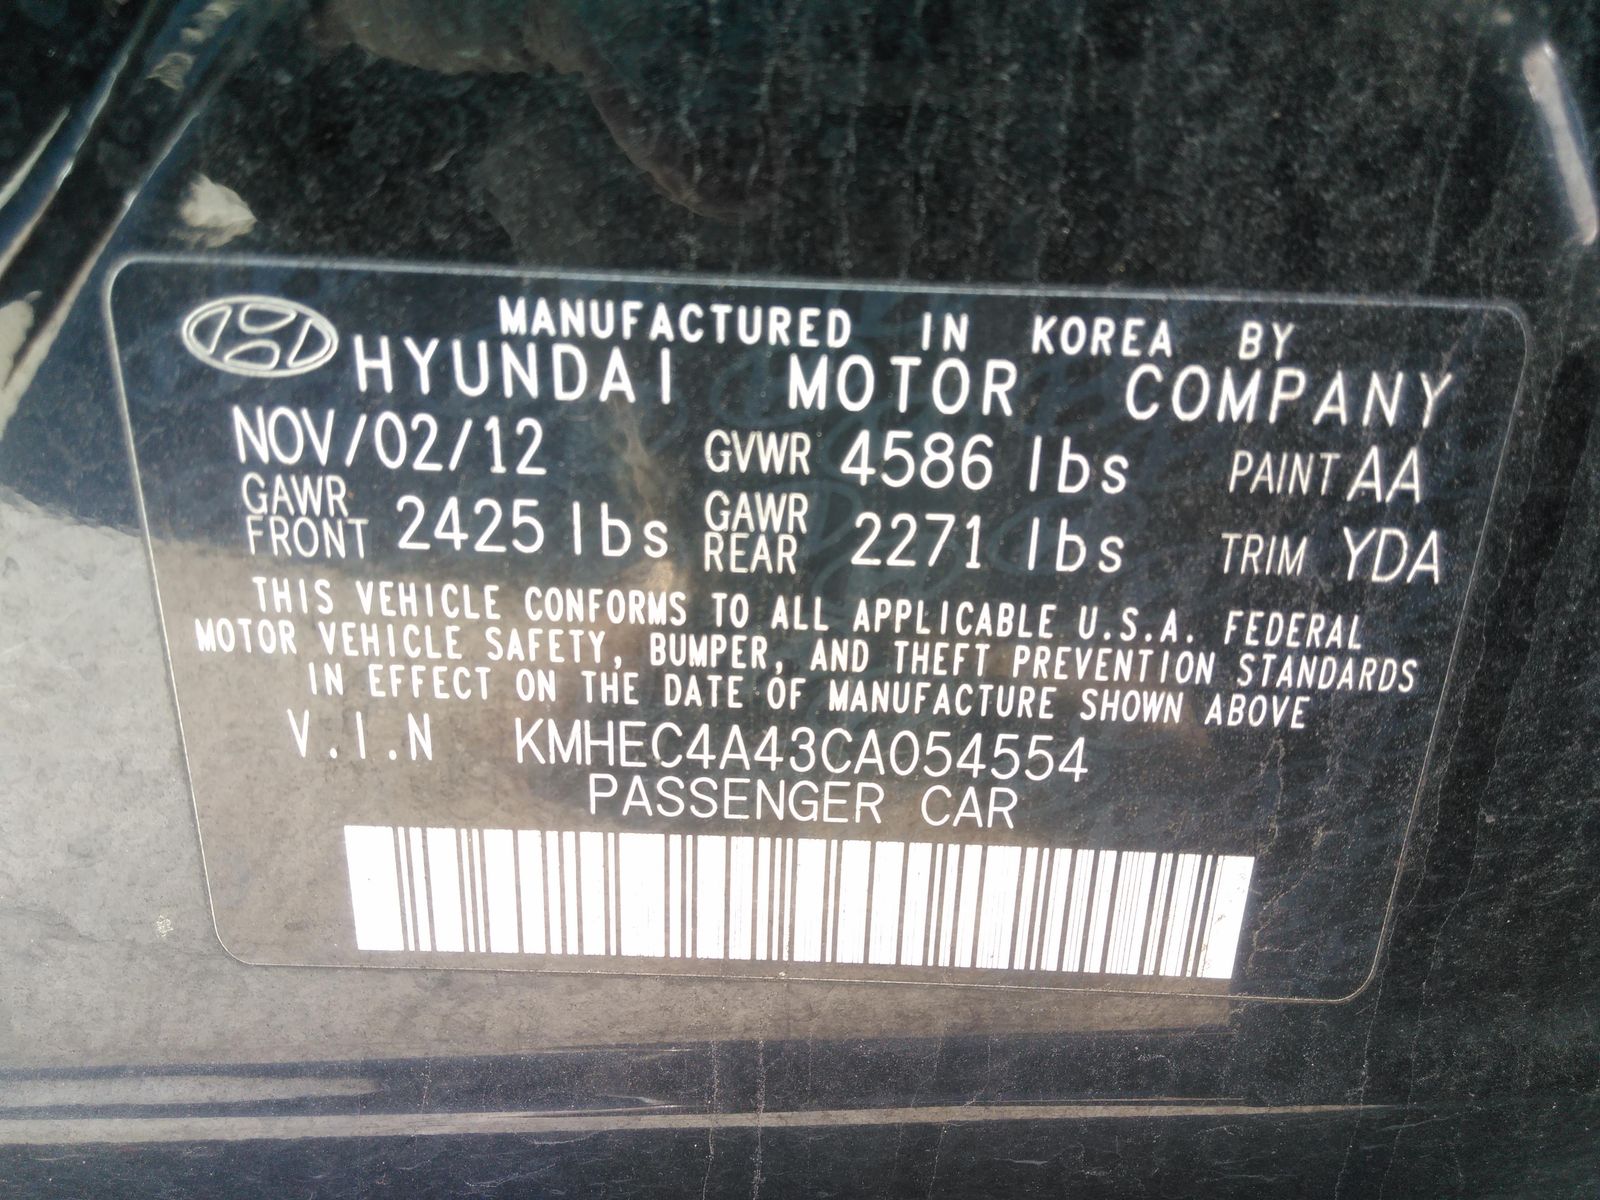 MANUFACTURED IN KOREA BY
HYUNDAI MOTOR COMPANY
NOV/02/12 GVWR 4586 lbs PAINT AA
GAWR FRONT 2425 lbs GAWR REAR 2271 lbs TRIM YDA
THIS VEHICLE CONFORMS TO ALL APPLICABLE U.S.A. FEDERAL
MOTOR VEHICLE SAFETY, BUMPER, AND THEFT PREVENTION STANDARDS
IN EFFECT ON THE DATE OF MANUFACTURE SHOWN ABOVE
V.I.N KMHEC4A43CA054554
PASSENGER CAR